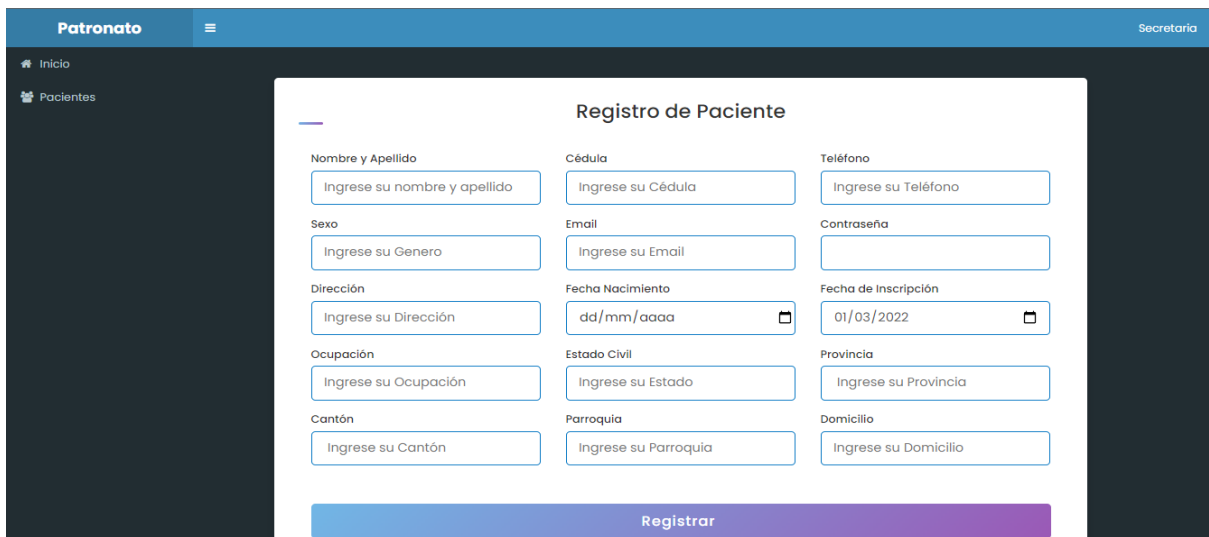 Patronato
Secretaria
Inicio
Pacientes
Registro de Paciente
Nombre y Apellido Cédula Teléfono
Ingrese su nombre y apellido Ingrese su Cédula Ingrese su Teléfono
Sexo Email Contraseña
Ingrese su Genero Ingrese su Email
Dirección Fecha Nacimiento Fecha de Inscripción
Ingrese su Dirección dd/mm/aaaa 01/03/2022
Ocupación Estado Civil Provincia
Ingrese su Ocupación Ingrese su Estado Ingrese su Provincia
Cantón Parroquia Domicilio
Ingrese su Cantón Ingrese su Parroquia Ingrese su Domicilio
Registrar